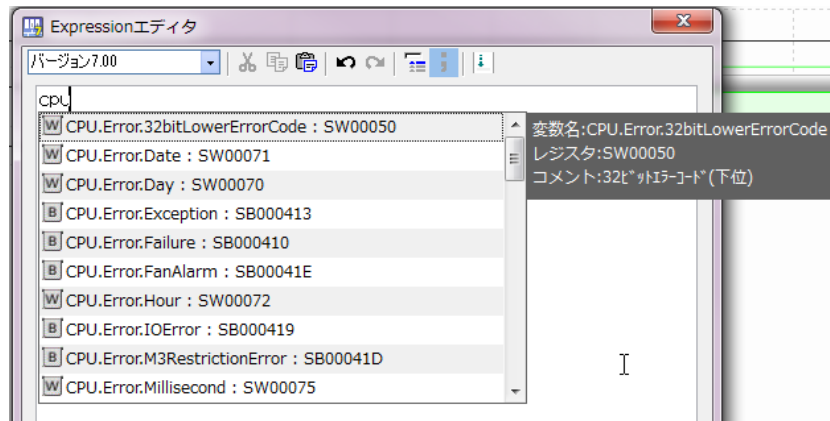 Expressionエディタ
バージョン7.00
cpu
W CPU.Error.32bitLowerErrorCode : SW00050
W CPU.Error.Date : SW00071
W CPU.Error.Day : SW00070
B CPU.Error.Exception : SB000413
B CPU.Error.Failure : SB000410
B CPU.Error.FanAlarm : SB00041E
W CPU.Error.Hour : SW00072
B CPU.Error.IOError : SB000419
B CPU.Error.M3RestrictionError : SB00041D
W CPU.Error.Millisecond : SW00075
変数名:CPU.Error.32bitLowerErrorCode
レジスタ:SW00050
コメント:32ﾋﾞｯﾄｴﾗｰｺｰﾄﾞ(下位)